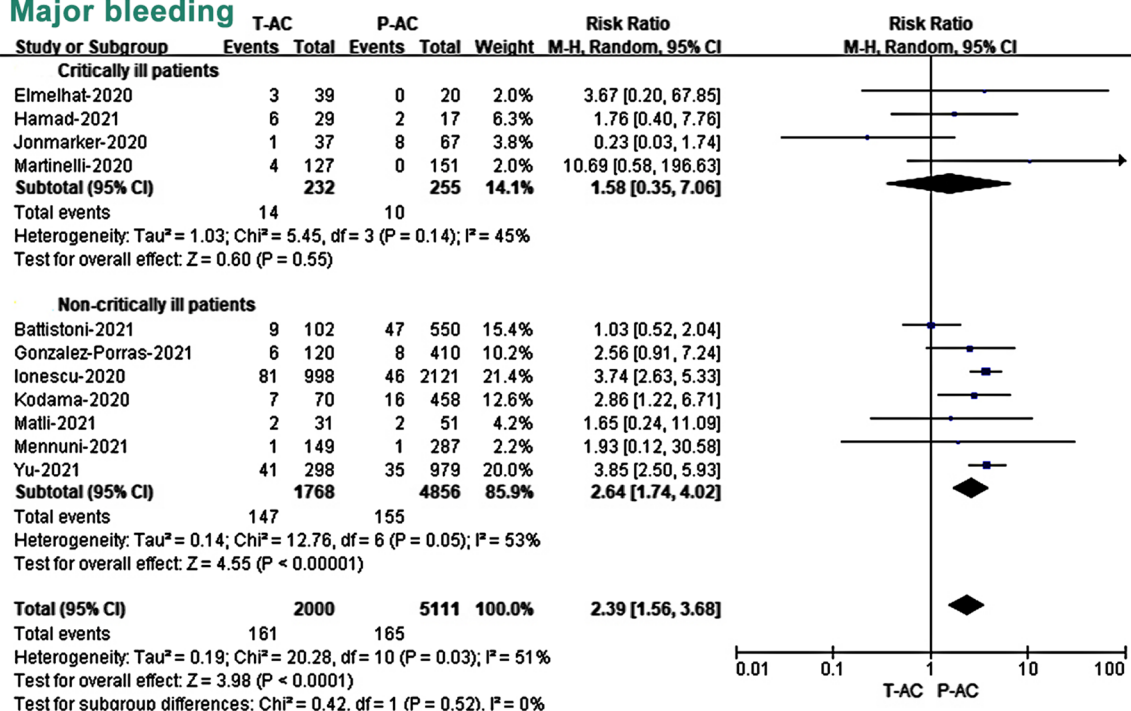 Major bleeding
T-AC P-AC Risk Ratio Risk Ratio
Study or Subgroup Events Total Events Total Weight M-H, Random, 95% CI M-H, Random, 95% CI
Critically ill patients
Elmelhat-2020 3 39 0 20 2.0% 3.67 [0.20, 67.85]
Hamad-2021 6 29 2 17 6.3% 1.76 [0.40, 7.76]
Jonmarker-2020 1 37 8 67 3.8% 0.23 [0.03, 1.74]
Martinelli-2020 4 127 0 151 2.0% 10.69 [0.58, 196.63]
Subtotal (95% CI) 232 255 14.1% 1.58 [0.35, 7.06]
Total events 14 10
Heterogeneity: Tau² = 1.03; Chi² = 5.45, df = 3 (P = 0.14); I² = 45%
Test for overall effect: Z = 0.60 (P = 0.55)
Non-critically ill patients
Battistoni-2021 9 102 47 550 15.4% 1.03 [0.52, 2.04]
Gonzalez-Porras-2021 6 120 8 410 10.2% 2.56 [0.91, 7.24]
Ionescu-2020 81 998 46 2121 21.4% 3.74 [2.63, 5.33]
Kodama-2020 7 70 16 458 12.6% 2.86 [1.22, 6.71]
Matli-2021 2 31 2 51 4.2% 1.65 [0.24, 11.09]
Mennuni-2021 1 149 1 287 2.2% 1.93 [0.12, 30.58]
Yu-2021 41 298 35 979 20.0% 3.85 [2.50, 5.93]
Subtotal (95% CI) 1768 4856 85.9% 2.64 [1.74, 4.02]
Total events 147 155
Heterogeneity: Tau² = 0.14; Chi² = 12.76, df = 6 (P = 0.05); I² = 53%
Test for overall effect: Z = 4.55 (P < 0.00001)
Total (95% CI) 2000 5111 100.0% 2.39 [1.56, 3.68]
Total events 161 165
Heterogeneity: Tau² = 0.19; Chi² = 20.28, df = 10 (P = 0.03); I² = 51%
Test for overall effect: Z = 3.98 (P < 0.0001)
Test for subgroup differences: Chi² = 0.42, df = 1 (P = 0.52), I² = 0%
0.01 0.1 1 10 100
T-AC P-AC